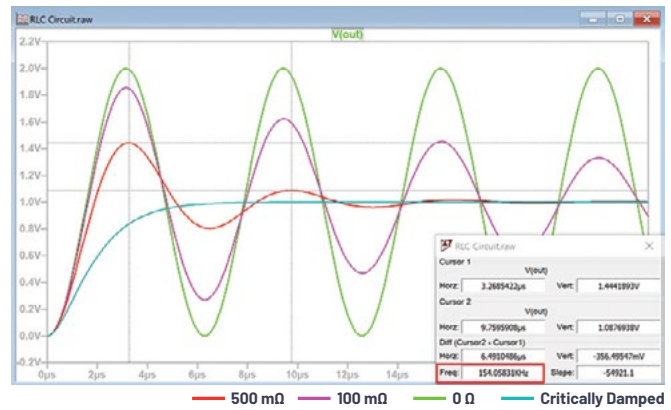 RLC Circuit.raw
V(out)
2.2V
2.0V
1.8V
1.6V
1.4V
1.2V
1.0V
0.8V
0.6V
0.4V
0.2V
0.0V
-0.2V
0µs 2µs 4µs 6µs 8µs 10µs 12µs 14µs
RLC Circuit.raw
Cursor 1
V(out)
Horz: 3.2685422µs Vert: 1.4441893V
Cursor 2
V(out)
Horz: 9.7595908µs Vert: 1.0876938V
Diff (Cursor2 - Cursor1)
Horz: 6.4910486µs Vert: -356.49547mV
Freq: 154.05831KHz Slope: -54921.1
500 mΩ 100 mΩ 0 Ω Critically Damped